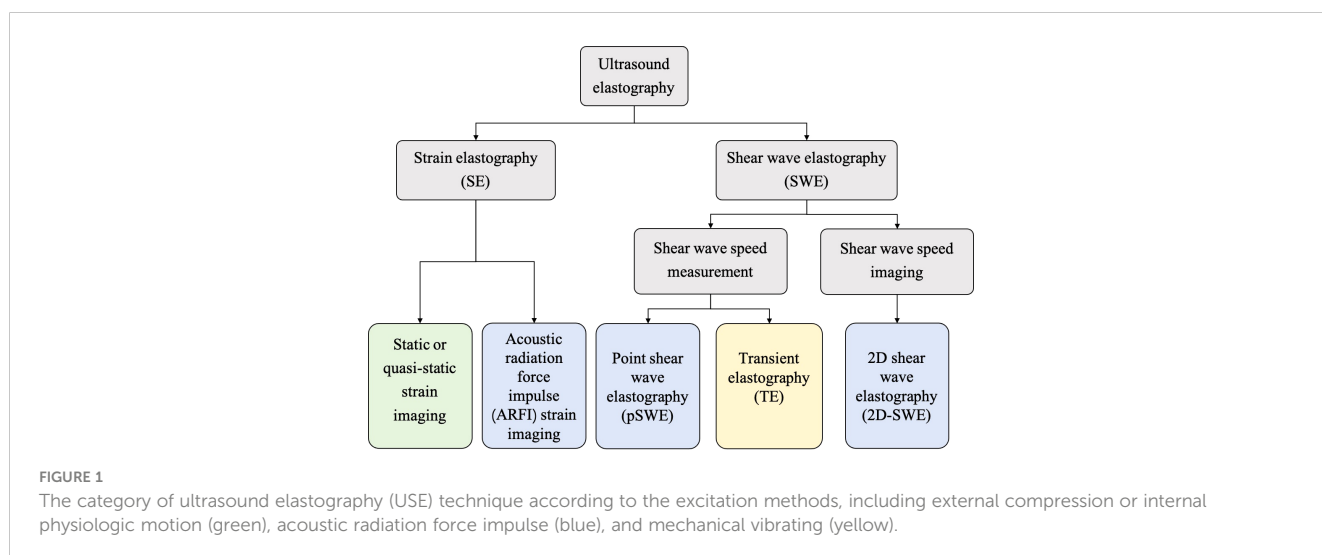 Ultrasound
elastography
Strain elastography
(SE)
Shear wave elastography
(SWE)
Shear wave speed
measurement
Shear wave speed
imaging
Static or
quasi-static
strain
imaging
Acoustic
radiation
force
impulse
(ARFI) strain
imaging
Point shear
wave
elastography
(pSWE)
Transient
elastography
(TE)
2D shear
wave
elastography
(2D-SWE)
FIGURE 1
The category of ultrasound elastography (USE) technique according to the excitation methods, including external compression or internal
physiologic motion (green), acoustic radiation force impulse (blue), and mechanical vibrating (yellow).